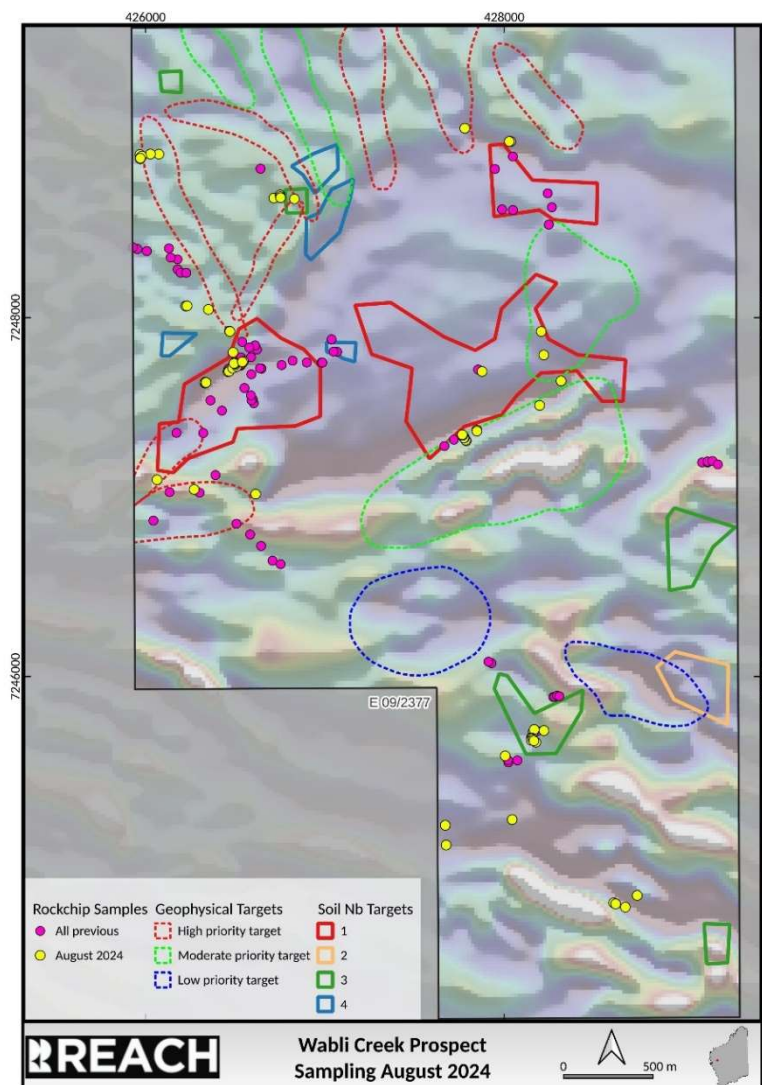 426000 428000
7248000
7246000
E 09/2377
Rockchip Samples
All previous
August 2024
Geophysical Targets
High priority target
Moderate priority target
Low priority target
Soil Nb Targets
1
2
3
4
REACH
Wabli Creek Prospect
Sampling August 2024
0 500 m